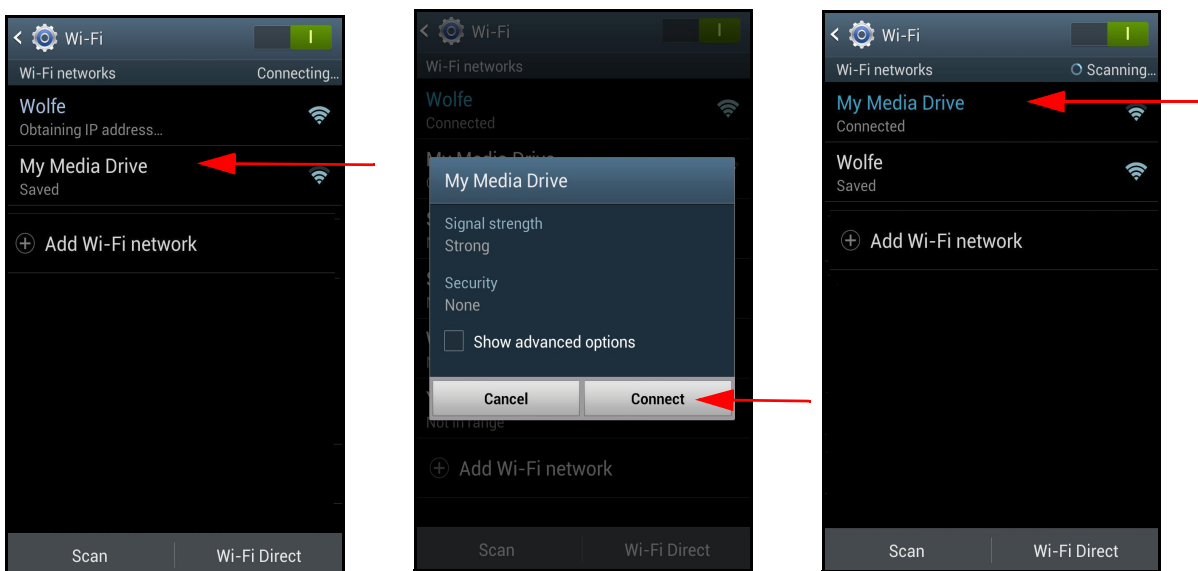 Wi-Fi
Wi-Fi networks Connecting...
Wolfe
Obtaining IP address...
My Media Drive
Saved
Add Wi-Fi network
Scan Wi-Fi Direct
Wi-Fi
Wi-Fi networks
Wolfe
Connected
My Media Drive
My Media Drive
Signal strength
Strong
Security
None
Show advanced options
Cancel Connect
Not in range
Add Wi-Fi network
Scan Wi-Fi Direct
Wi-Fi
Wi-Fi networks Scanning...
My Media Drive
Connected
Wolfe
Saved
Add Wi-Fi network
Scan Wi-Fi Direct